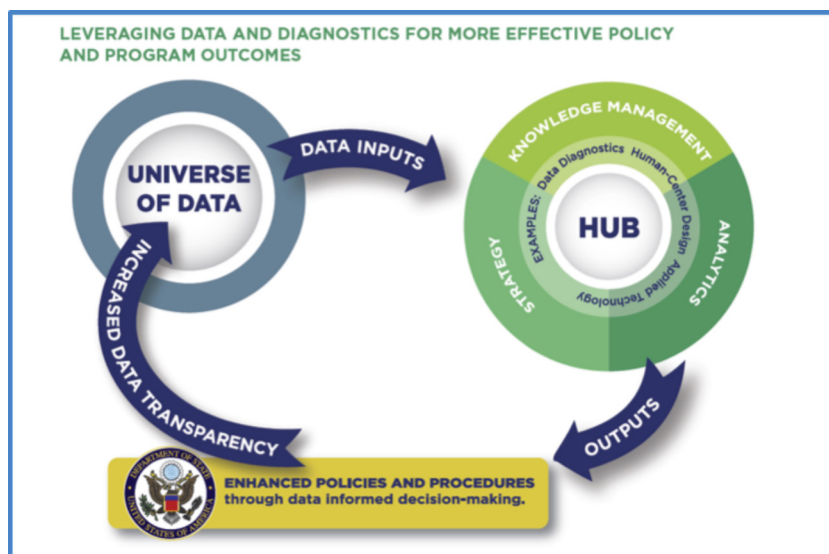 LEVERAGING DATA AND DIAGNOSTICS FOR MORE EFFECTIVE POLICY
AND PROGRAM OUTCOMES
UNIVERSE
OF DATA
DATA INPUTS
KNOWLEDGE MANAGEMENT
ANALYTICS
STRATEGY
EXAMPLES: Data Diagnostics Human-Center Design Applied Technology
HUB
OUTPUTS
INCREASED DATA TRANSPARENCY
DEPARTMENT OF STATE
UNITED STATES OF AMERICA
ENHANCED POLICIES AND PROCEDURES
through data informed decision-making.